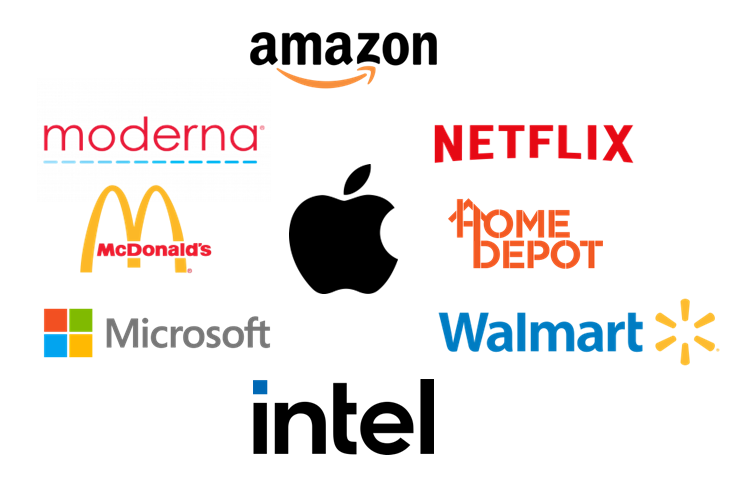 amazon
moderna®
NETFLIX
McDonald's
®
HOME
DEPOT
Microsoft
Walmart
intel